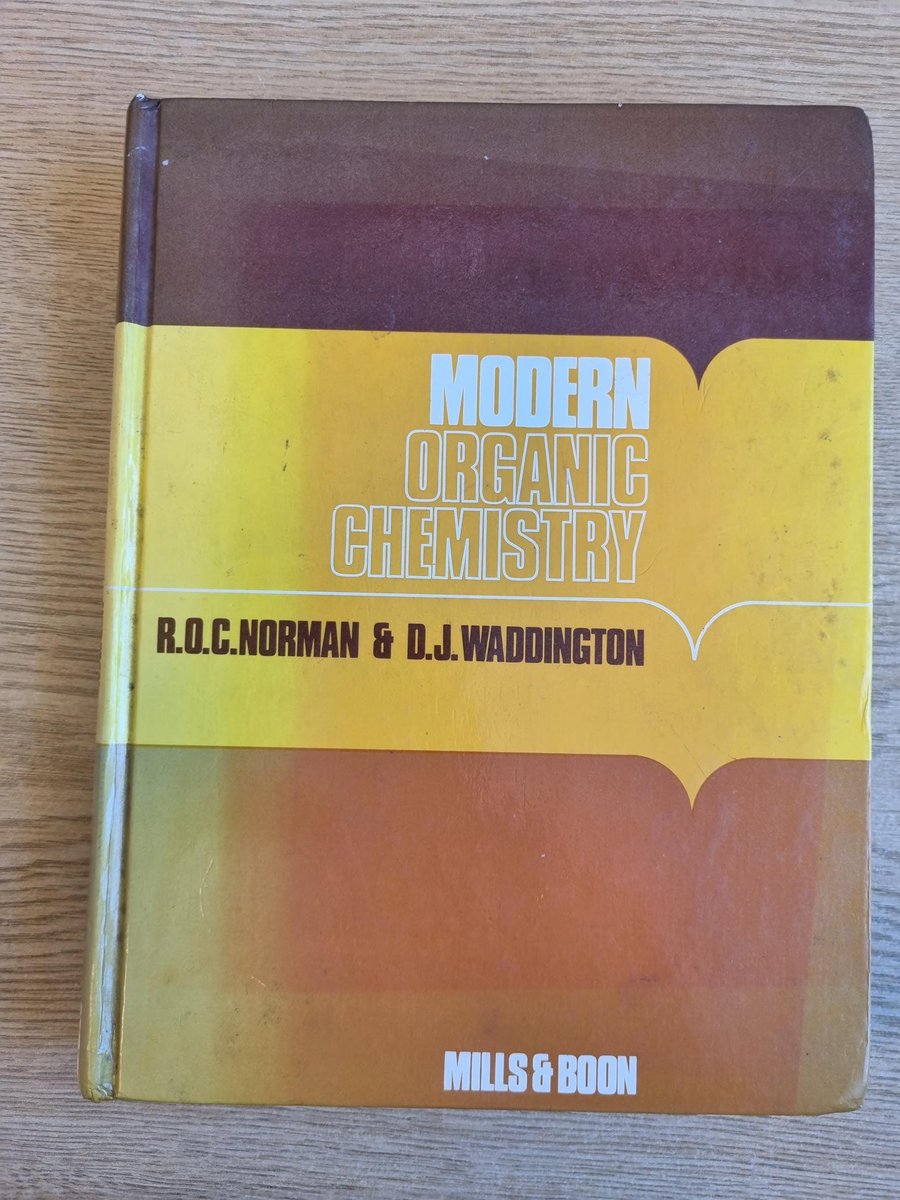 MODERN
ORGANIC
CHEMISTRY
R.O.C.NORMAN & D.J.WADDINGTON
MILLS & BOON